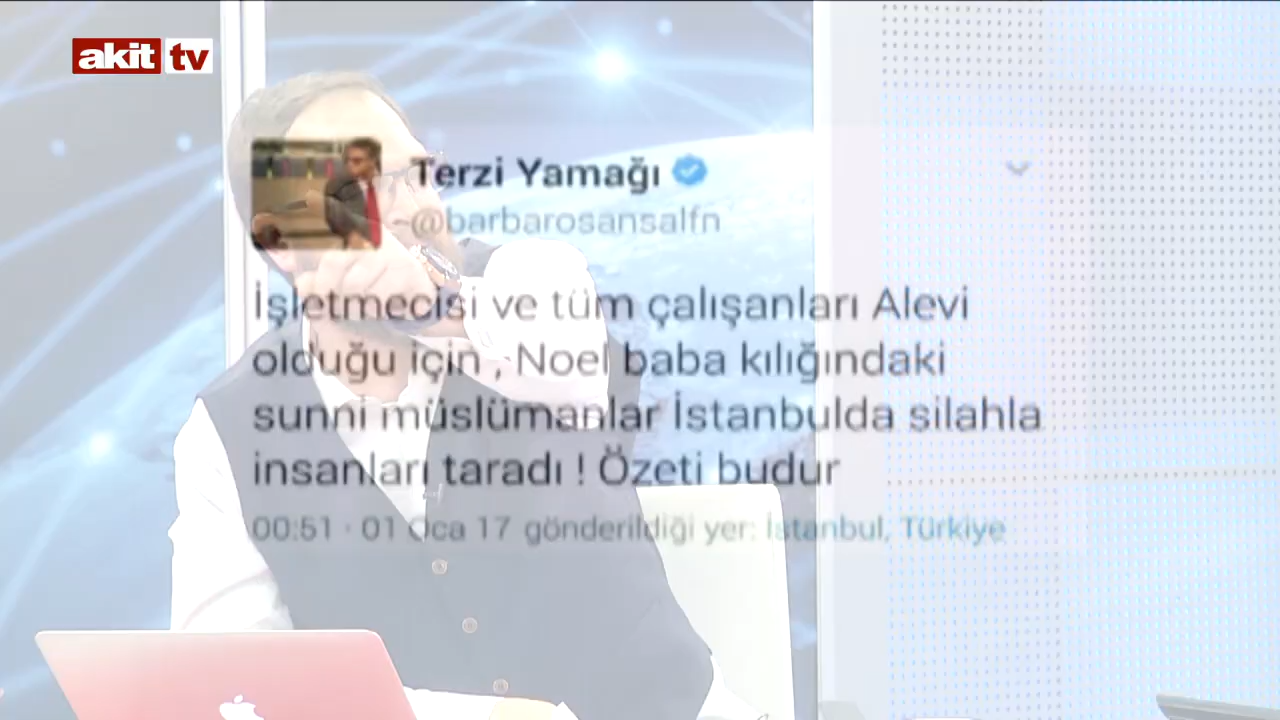 akit tv
Terzi Yamağı
@barbarosansalfn
İşletmecisi ve tüm çalışanları Alevi
olduğu için , Noel baba kılığındaki
sunni müslümanlar İstanbulda silahla
insanları taradı ! Özeti budur
00:51 · 01 Oca 17 gönderildiği yer: İstanbul, Türkiye